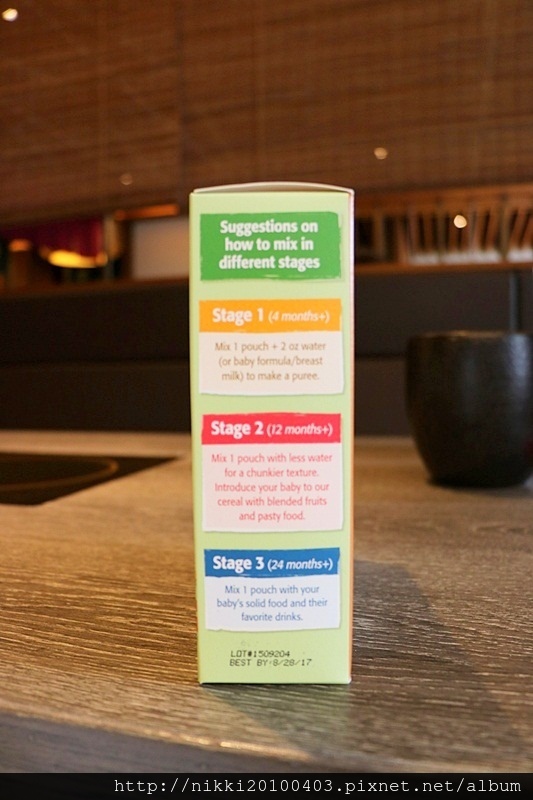 Suggestions on
how to mix in
different stages
Stage 1 (4 months+)
Mix 1 pouch + 2 oz water
(or baby formula/breast
milk) to make a puree.
Stage 2 (12 months+)
Mix 1 pouch with less water
for a chunkier texture.
Introduce your baby to our
cereal with blended fruits
and pasty food.
Stage 3 (24 months+)
Mix 1 pouch with your
baby's solid food and their
favorite drinks.
LOT#1509204
BEST BY:8/28/17
http://nikki20100403.pixnet.net/album